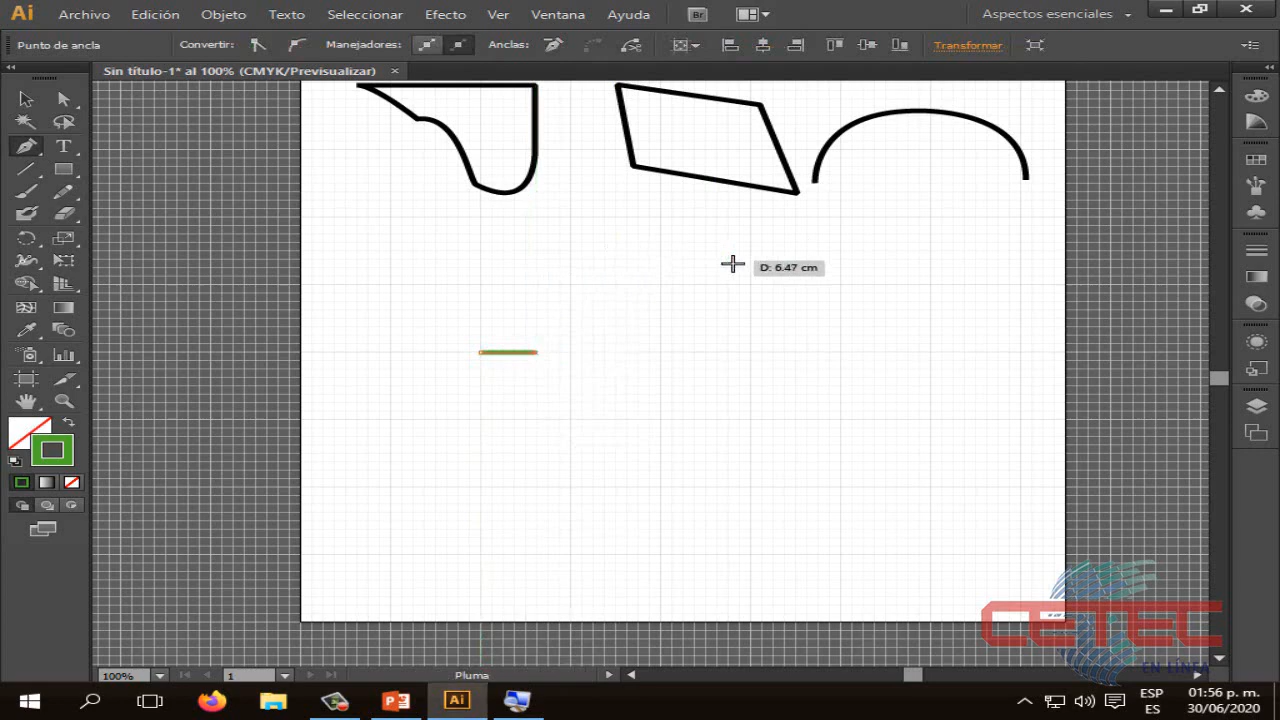 Ai Archivo Edición Objeto Texto Seleccionar Efecto Ver Ventana Ayuda Br Aspectos esenciales
Punto de ancla Convertir: Manejadores: Anclas: Transformar
Sin título-1* al 100% (CMYK/Previsualizar)
D: 6.47 cm
CETEC
EN LÍNEA
100% 1 Pluma
Ai ESP 01:56 p. m.
ES 30/06/2020